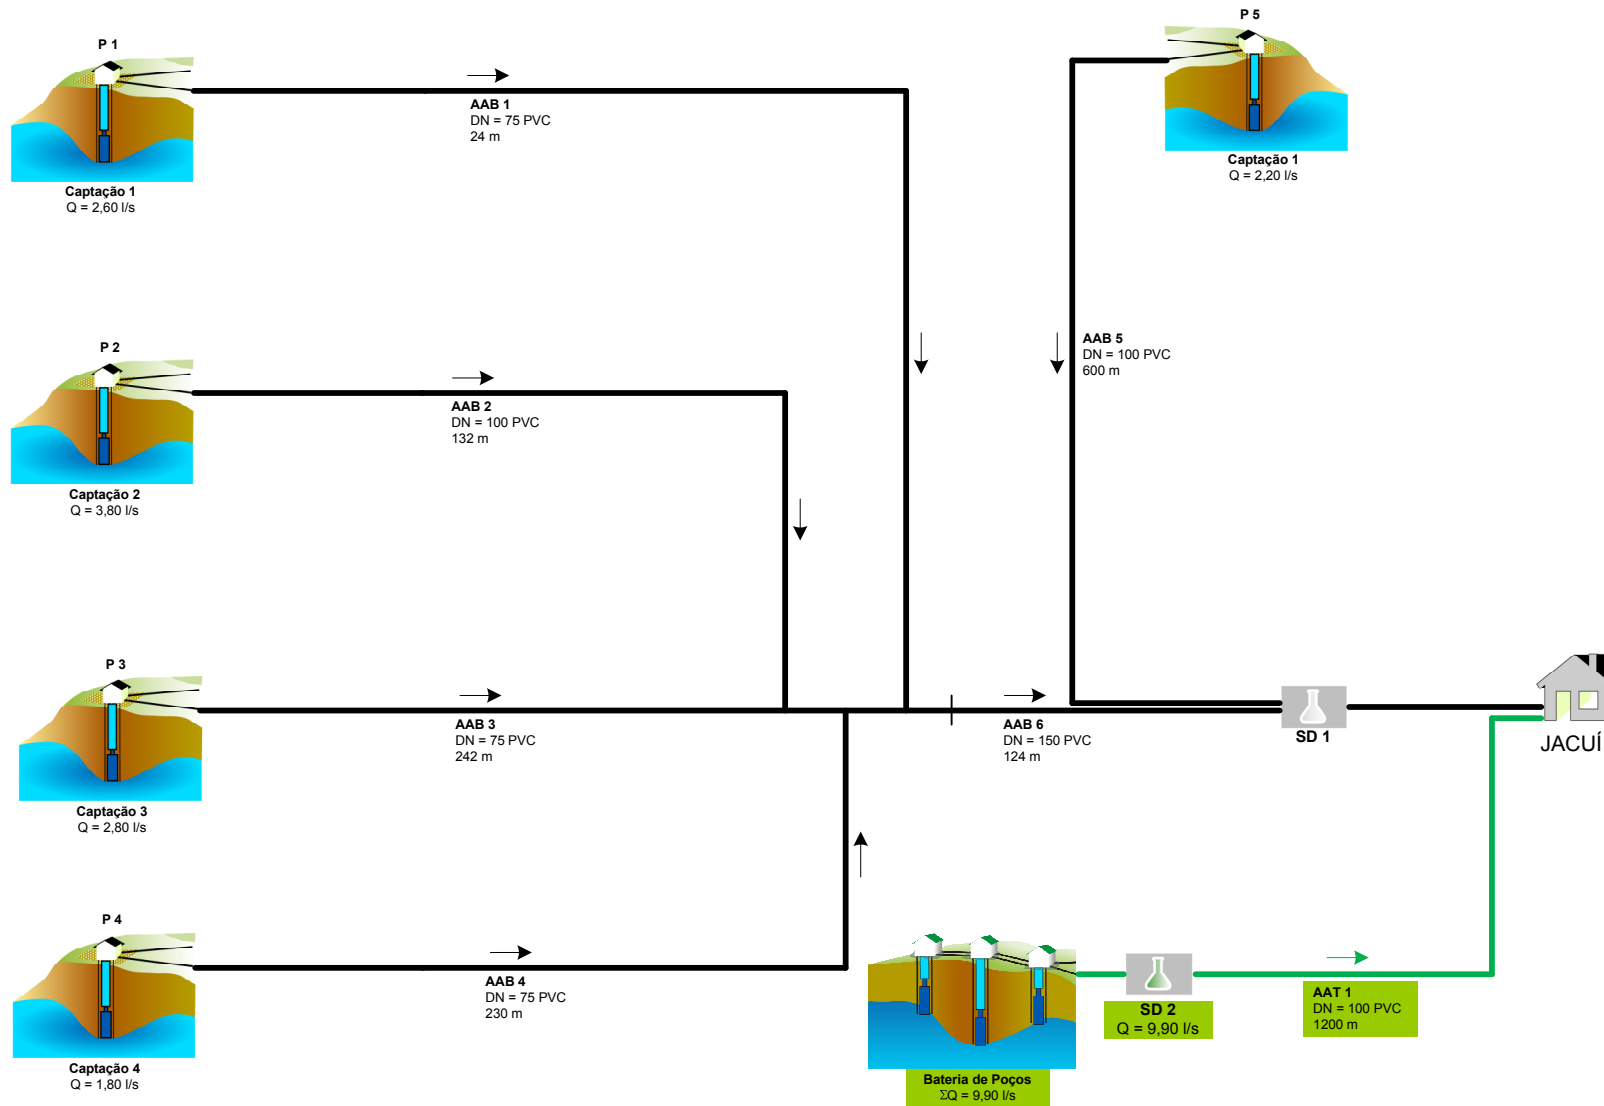 P 1
AAB 1
DN = 75 PVC
24 m
Captação 1
Q = 2,60 l/s
P 5
Captação 1
Q = 2,20 l/s
AAB 5
DN = 100 PVC
600 m
P 2
AAB 2
DN = 100 PVC
132 m
Captação 2
Q = 3,80 l/s
P 3
AAB 3
DN = 75 PVC
242 m
Captação 3
Q = 2,80 l/s
AAB 6
DN = 150 PVC
124 m
SD 1
JACUÍ
P 4
AAB 4
DN = 75 PVC
230 m
Captação 4
Q = 1,80 l/s
Bateria de Poços
ΣQ = 9,90 l/s
SD 2
Q = 9,90 l/s
AAT 1
DN = 100 PVC
1200 m